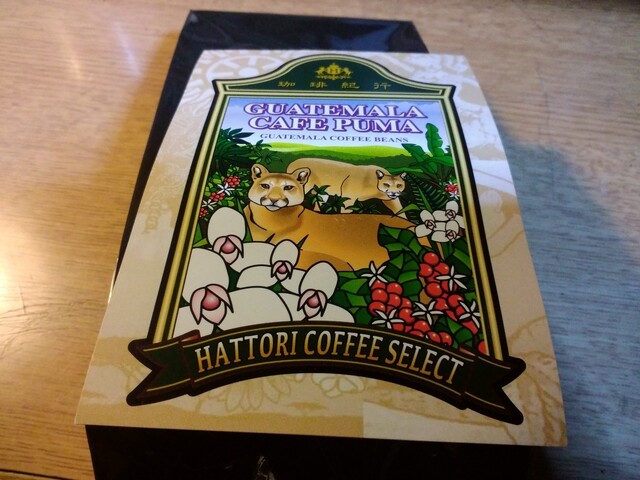 珈琲紀行
GUATEMALA
CAFE PUMA
GUATEMALA COFFEE BEANS
HATTORI COFFEE SELECT